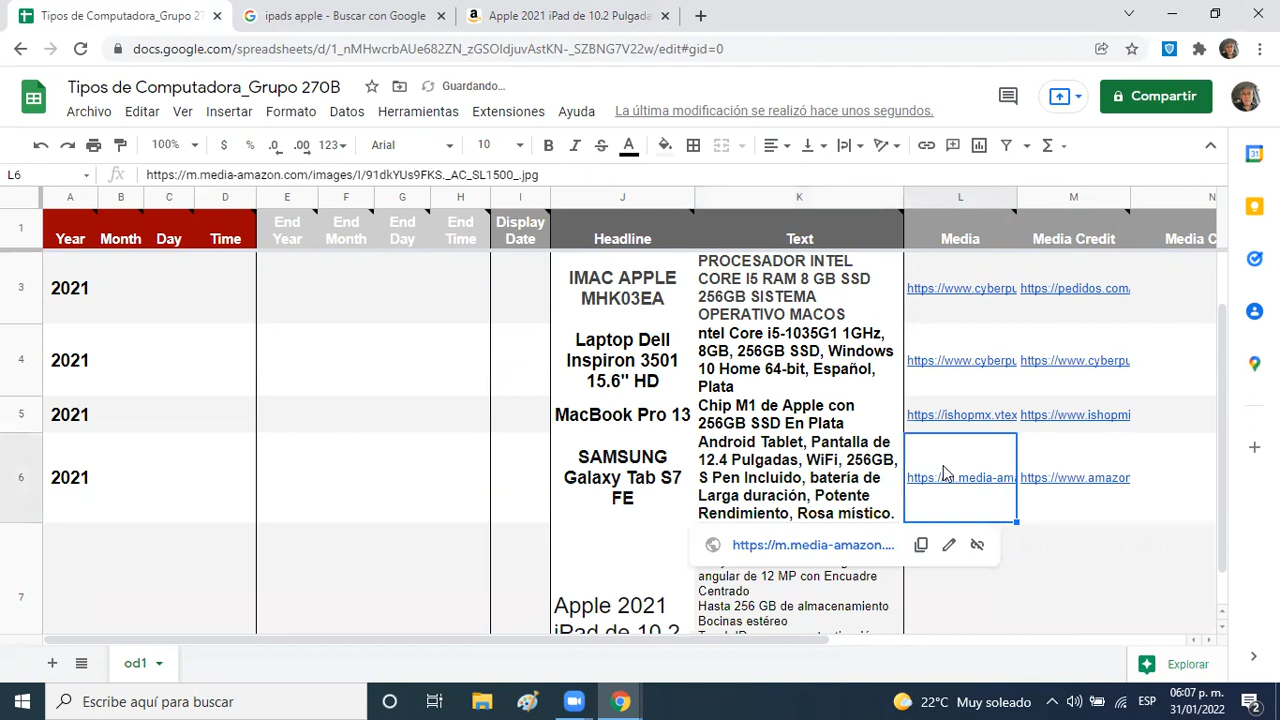 Tipos de Computadora_Grupo 27
ipads apple - Buscar con Google
Apple 2021 iPad de 10.2 Pulgada
docs.google.com/spreadsheets/d/1_nMHwcrbAUe682ZN_zGSOIdjuvAstKN-_SZBNG7V22w/edit#gid=0
Tipos de Computadora_Grupo 270B
Guardando...
Archivo Editar Ver Insertar Formato Datos Herramientas Extensiones Ayuda
La última modificación se realizó hace unos segundos.
Compartir
100% $ % .0 .00 123 Arial 10 B I S A
L6
fx
https://m.media-amazon.com/images/I/91dkYUs9FKS._AC_SL1500_.jpg
A B C D E F G H I J K L M N
1
Year Month Day Time
End Year
End Month
End Day
End Time
Display Date
Headline Text Media Media Credit Media C
3
2021
IMAC APPLE
MHK03EA
PROCESADOR INTEL
CORE I5 RAM 8 GB SSD
256GB SISTEMA
OPERATIVO MACOS
https://www.cyberpu
https://pedidos.com/
4
2021
Laptop Dell
Inspiron 3501
15.6" HD
ntel Core i5-1035G1 1GHz,
8GB, 256GB SSD, Windows
10 Home 64-bit, Español,
Plata
https://www.cyberpu
https://www.cyberpu
5
2021
MacBook Pro 13
Chip M1 de Apple con
256GB SSD En Plata
https://ishopmx.vtex
https://www.ishopmi
6
2021
SAMSUNG
Galaxy Tab S7
FE
Android Tablet, Pantalla de
12.4 Pulgadas, WiFi, 256GB,
S Pen Incluido, batería de
Larga duración, Potente
Rendimiento, Rosa místico.
https://m.media-ama
https://www.amazon
https://m.media-amazon....
7
Apple 2021
iPad de 10.2
angular de 12 MP con Encuadre
Centrado
Hasta 256 GB de almacenamiento
Bocinas estéreo
od1
Explorar
Escribe aquí para buscar
22°C Muy soleado
ESP
06:07 p. m.
31/01/2022
2